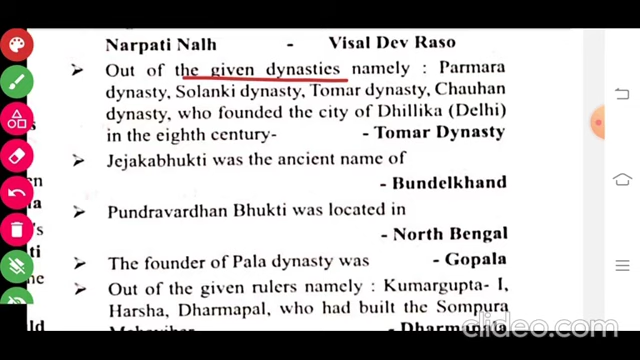 Narpati Nalh - Visal Dev Raso
➢ Out of the given dynasties namely : Parmara
dynasty, Solanki dynasty, Tomar dynasty, Chauhan
dynasty, who founded the city of Dhillika (Delhi)
in the eighth century- - Tomar Dynasty
➢ Jejakabhukti was the ancient name of
- Bundelkhand
➢ Pundravardhan Bhukti was located in
- North Bengal
➢ The founder of Pala dynasty was - Gopala
➢ Out of the given rulers namely : Kumargupta- I,
Harsha, Dharmapal, who had built the Sompura
Mahavihar - Dharmapala
clideo.com